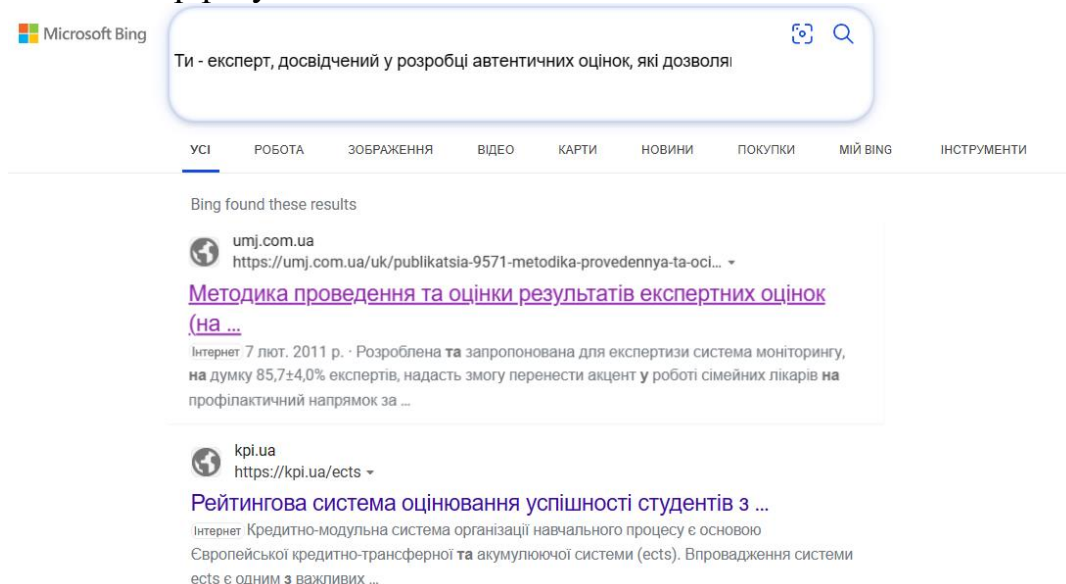 Microsoft Bing
Ти - експерт, досвідчений у розробці автентичних оцінок, які дозволя
УСІ РОБОТА ЗОБРАЖЕННЯ ВІДЕО КАРТИ НОВИНИ ПОКУПКИ МІЙ BING ІНСТРУМЕНТИ
Bing found these results
umj.com.ua
https://umj.com.ua/uk/publikatsia-9571-metodika-provedennya-ta-oci...
Методика проведення та оцінки результатів експертних оцінок
(на ...
Інтернет 7 лют. 2011 р. · Розроблена та запропонована для експертизи система моніторингу,
на думку 85,7±4,0% експертів, надасть змогу перенести акцент у роботі сімейних лікарів на
профілактичний напрямок за ...
kpi.ua
https://kpi.ua/ects
Рейтингова система оцінювання успішності студентів з ...
Інтернет Кредитно-модульна система організації навчального процесу є основою
Європейської кредитно-трансферної та акумулюючої системи (ects). Впровадження системи
ects є одним з важливих ...